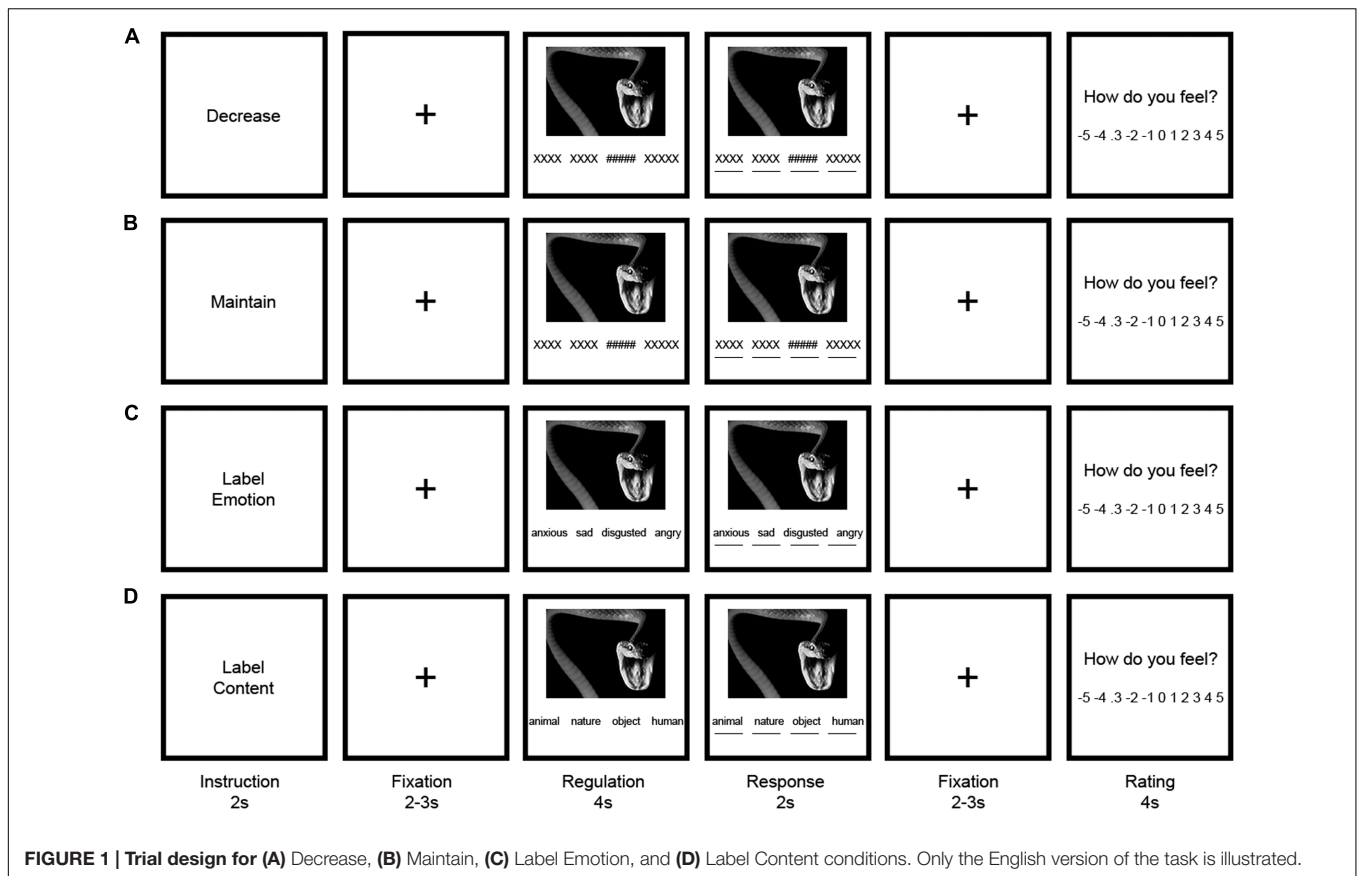 A
Decrease
+
XXXX XXXX ##### XXXXX
XXXX XXXX ##### XXXXX
+
How do you feel?
-5 -4 .3 -2 -1 0 1 2 3 4 5
B
Maintain
+
XXXX XXXX ##### XXXXX
XXXX XXXX ##### XXXXX
+
How do you feel?
-5 -4 .3 -2 -1 0 1 2 3 4 5
C
Label
Emotion
+
anxious sad disgusted angry
anxious sad disgusted angry
+
How do you feel?
-5 -4 .3 -2 -1 0 1 2 3 4 5
D
Label
Content
+
animal nature object human
animal nature object human
+
How do you feel?
-5 -4 .3 -2 -1 0 1 2 3 4 5
Instruction
2s
Fixation
2-3s
Regulation
4s
Response
2s
Fixation
2-3s
Rating
4s
FIGURE 1 | Trial design for (A) Decrease, (B) Maintain, (C) Label Emotion, and (D) Label Content conditions. Only the English version of the task is illustrated.